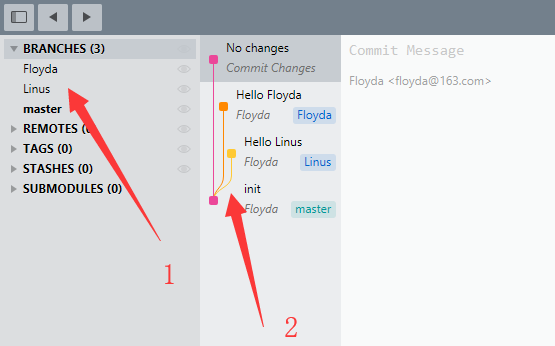 BRANCHES (3)
Floyda
Linus
master
REMOTES (0)
TAGS (0)
STASHES (0)
SUBMODULES (0)
No changes
Commit Changes
Hello Floyda
Floyda Floyda
Hello Linus
Floyda Linus
init
Floyda master
Commit Message
Floyda <floyda@163.com>
1
2